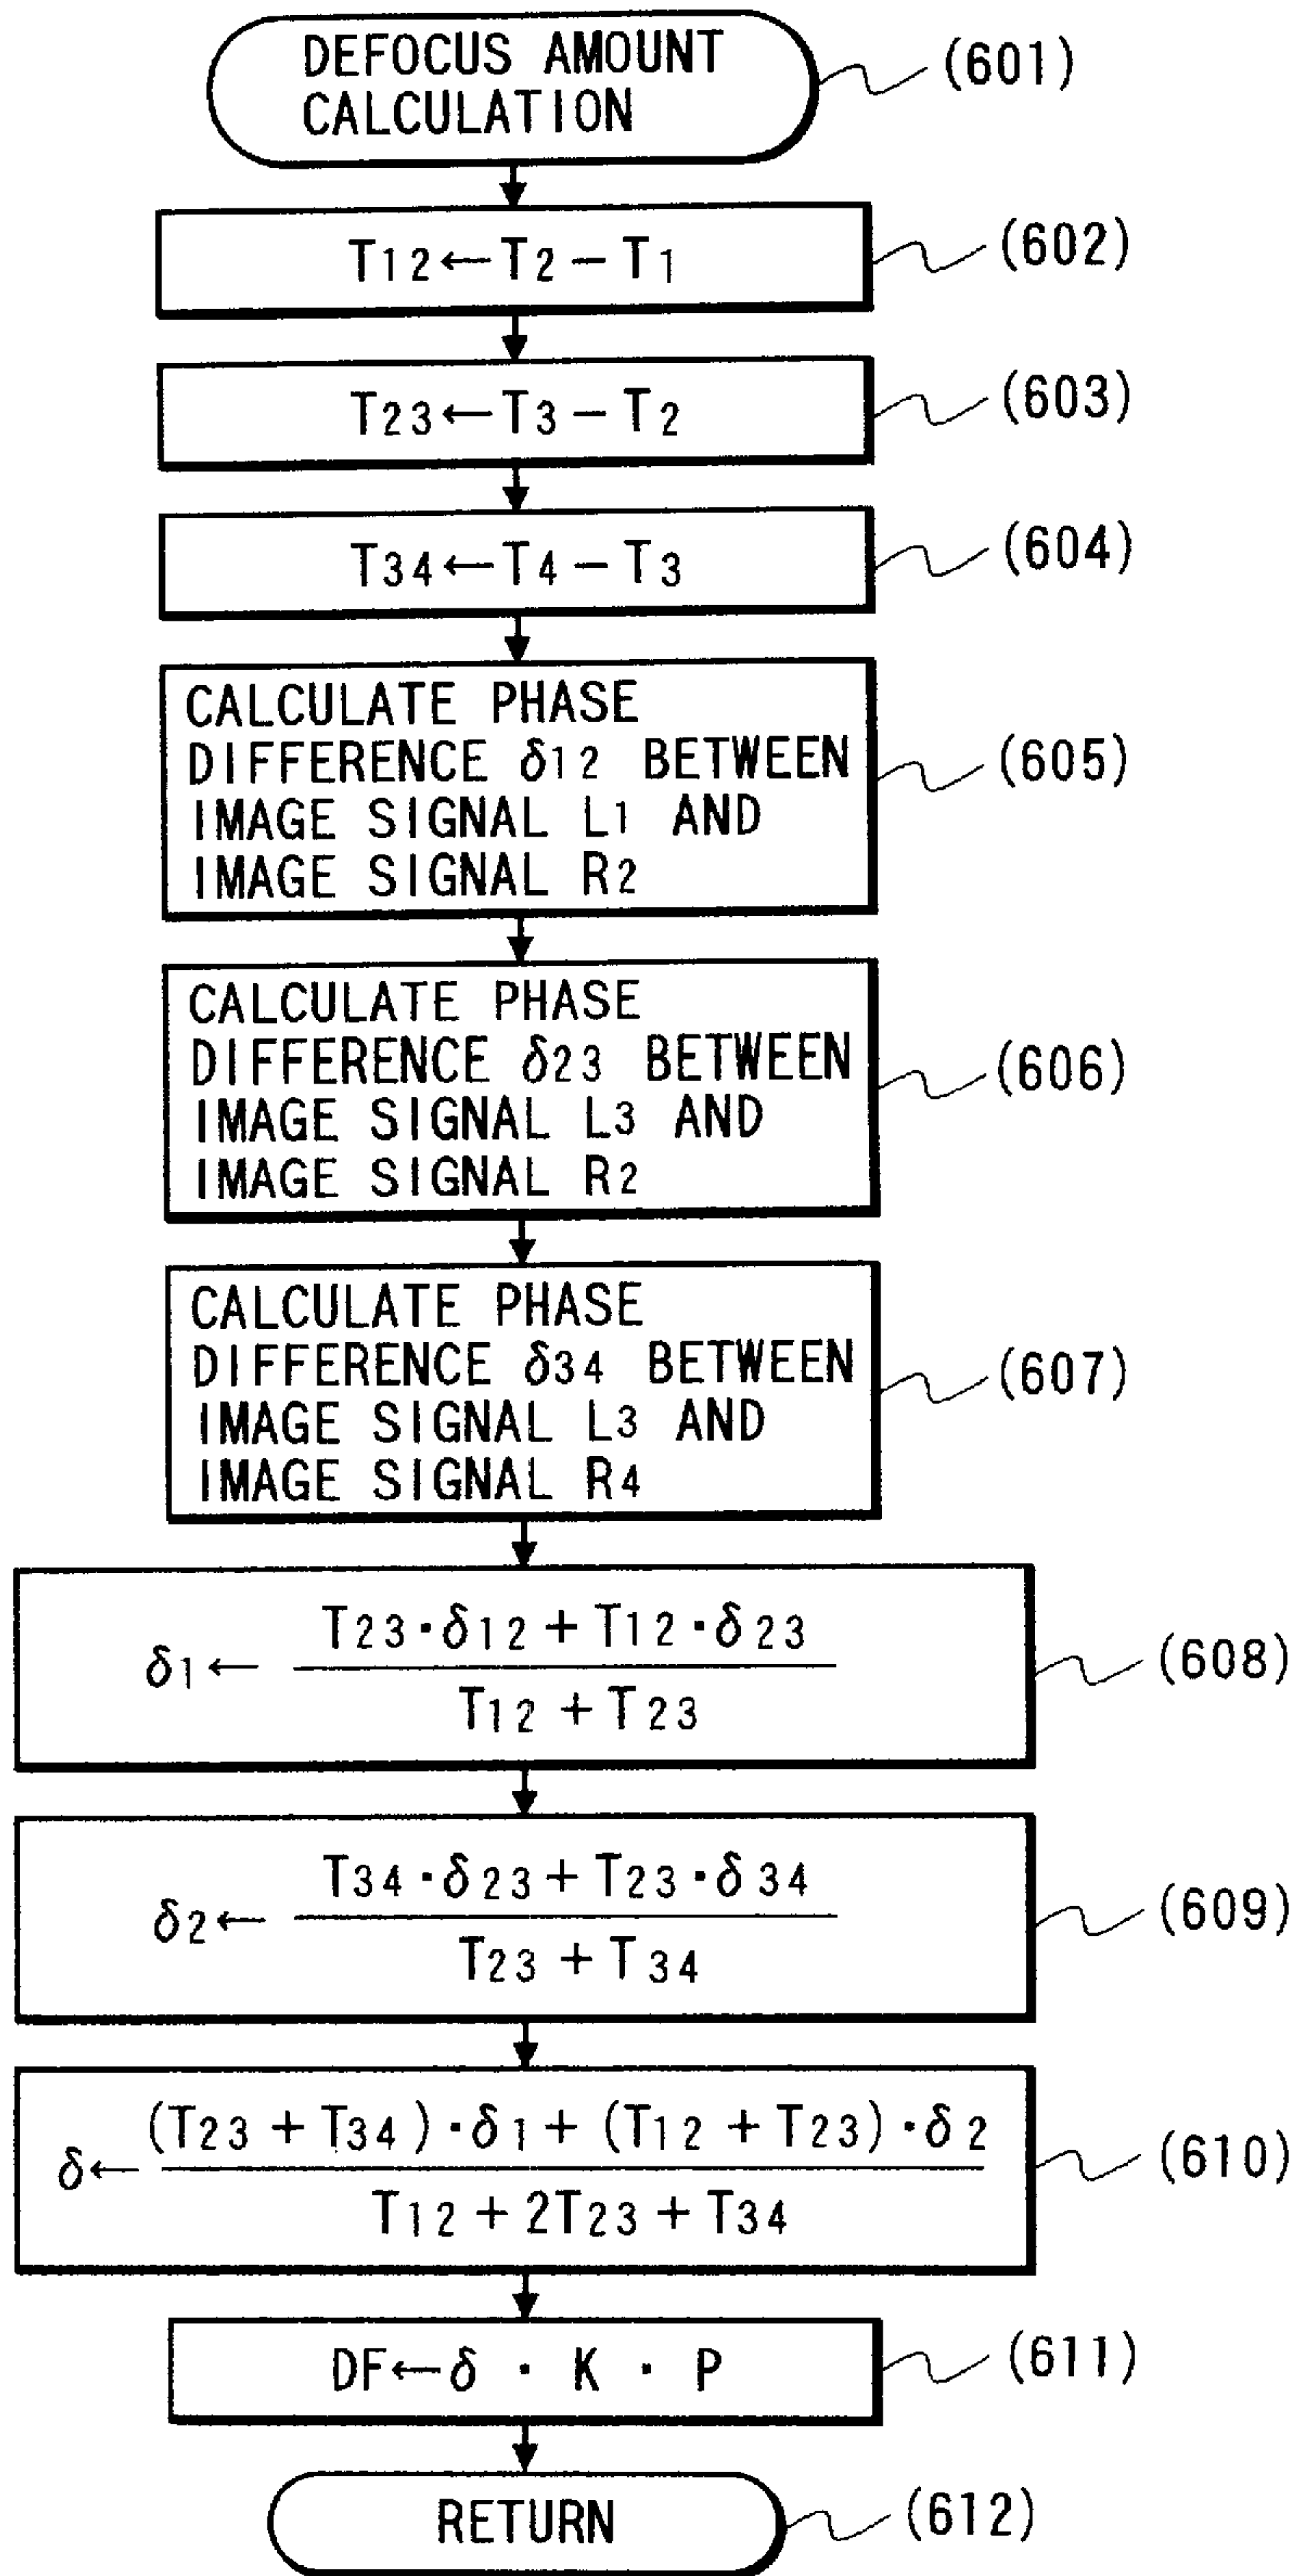 DEFOCUS AMOUNT
CALCULATION
(601)
T12←T2−T1
(602)
T23←T3−T2
(603)
T34←T4−T3
(604)
CALCULATE PHASE
DIFFERENCE δ12 BETWEEN
IMAGE SIGNAL L1 AND
IMAGE SIGNAL R2
(605)
CALCULATE PHASE
DIFFERENCE δ23 BETWEEN
IMAGE SIGNAL L3 AND
IMAGE SIGNAL R2
(606)
CALCULATE PHASE
DIFFERENCE δ34 BETWEEN
IMAGE SIGNAL L3 AND
IMAGE SIGNAL R4
(607)
T23·δ12+T12·δ23
δ1←
T12+T23
(608)
T34·δ23+T23·δ34
δ2←
T23+T34
(609)
(T23+T34)·δ1+(T12+T23)·δ2
δ←
T12+2T23+T34
(610)
DF←δ · K · P
(611)
RETURN
(612)